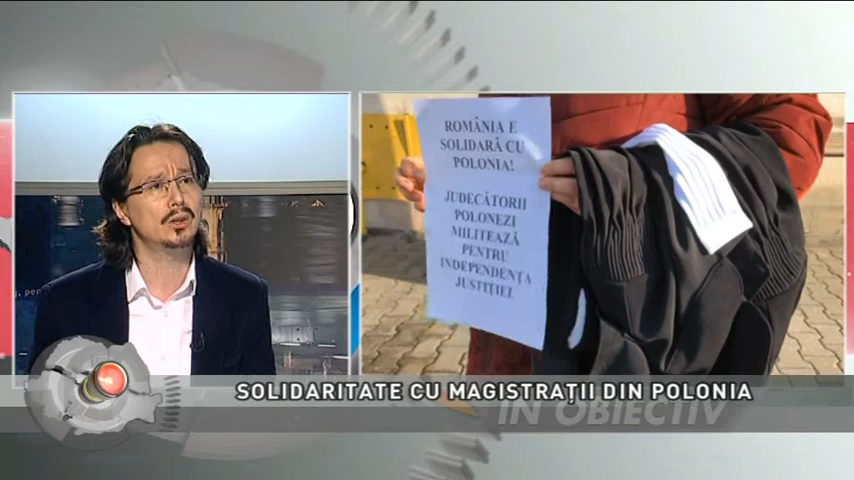 ROMÂNIA E
SOLIDARĂ CU
POLONIA!
JUDECĂTORII
POLONEZI
MILITEAZĂ
PENTRU
INDEPENDENȚA
JUSTIȚIEI
SOLIDARITATE CU MAGISTRAȚII DIN POLONIA
IN OBIECTIV